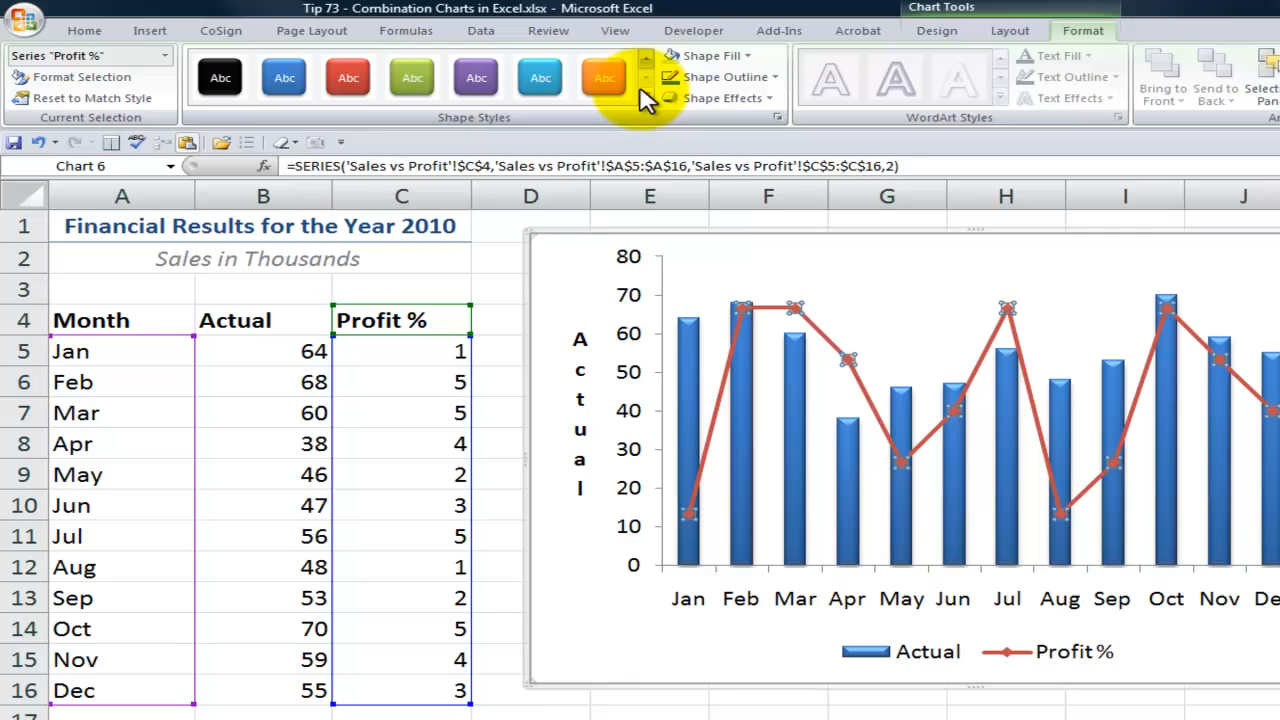 Tip 73 - Combination Charts in Excel.xlsx - Microsoft Excel
Chart Tools
Home Insert CoSign Page Layout Formulas Data Review View Developer Add-Ins Acrobat Design Layout Format
Series "Profit %"
Format Selection
Reset to Match Style
Current Selection
Abc Abc Abc Abc Abc Abc Abc
Shape Styles
Shape Fill
Shape Outline
Shape Effects
A A A
WordArt Styles
Text Fill
Text Outline
Text Effects
Bring to Front
Send to Back
Chart 6
fx =SERIES('Sales vs Profit'!$C$4,'Sales vs Profit'!$A$5:$A$16,'Sales vs Profit'!$C$5:$C$16,2)
A B C D E F G H I J
1 Financial Results for the Year 2010
2 Sales in Thousands
3
4 Month Actual Profit %
5 Jan 64 1
6 Feb 68 5
7 Mar 60 5
8 Apr 38 4
9 May 46 2
10 Jun 47 3
11 Jul 56 5
12 Aug 48 1
13 Sep 53 2
14 Oct 70 5
15 Nov 59 4
16 Dec 55 3
80
70
60
50
40
30
20
10
0
Actual
Jan Feb Mar Apr May Jun Jul Aug Sep Oct Nov
Actual Profit %